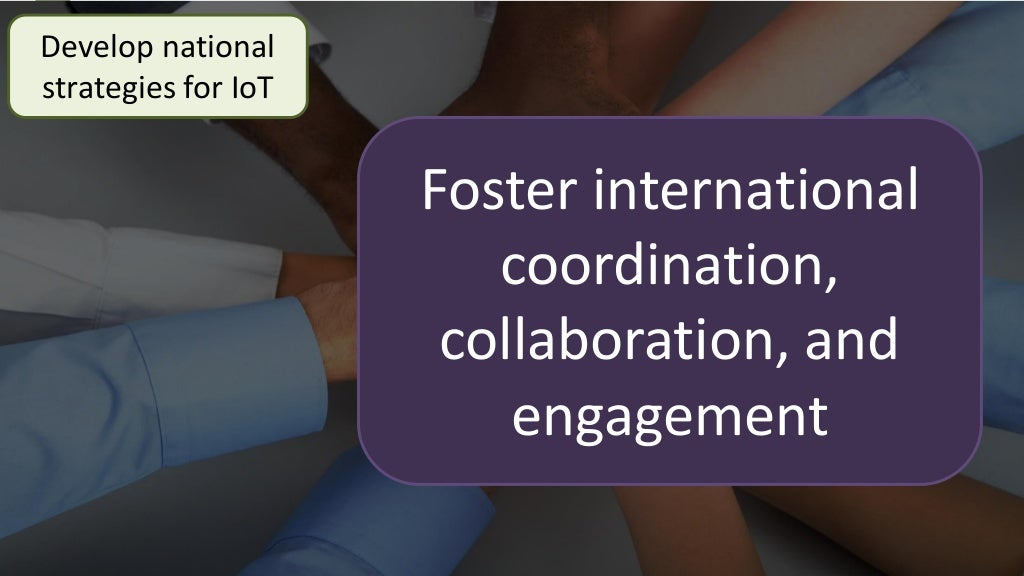 Develop national
strategies for IoT
Foster international
coordination,
collaboration, and
engagement